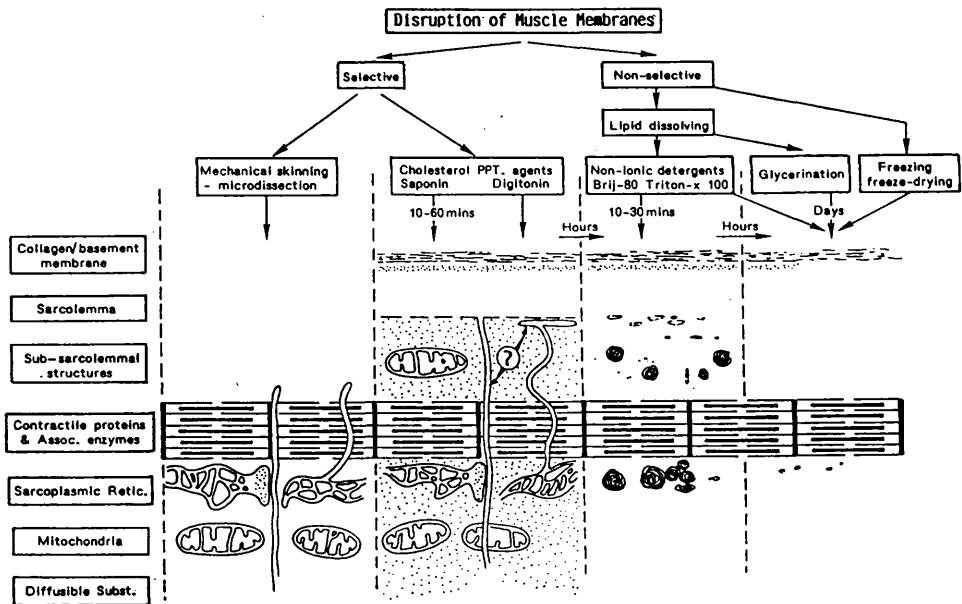 Disruption of Muscle Membranes
Selective
Non-selective
Lipid dissolving
Mechanical skinning
- microdissection
Cholesterol PPT. agents
Saponin Digitonin
Non-ionic detergents
Brij-80 Triton-x 100
Glycerination
Freezing
freeze-drying
10-60 mins
10-30 mins
Days
Hours
Hours
Collagen/basement
membrane
Sarcolemma
Sub-sarcolemmal
structures
?
Contractile proteins
& Assoc. enzymes
Sarcoplasmic Retic.
Mitochondria
Diffusible Subst.